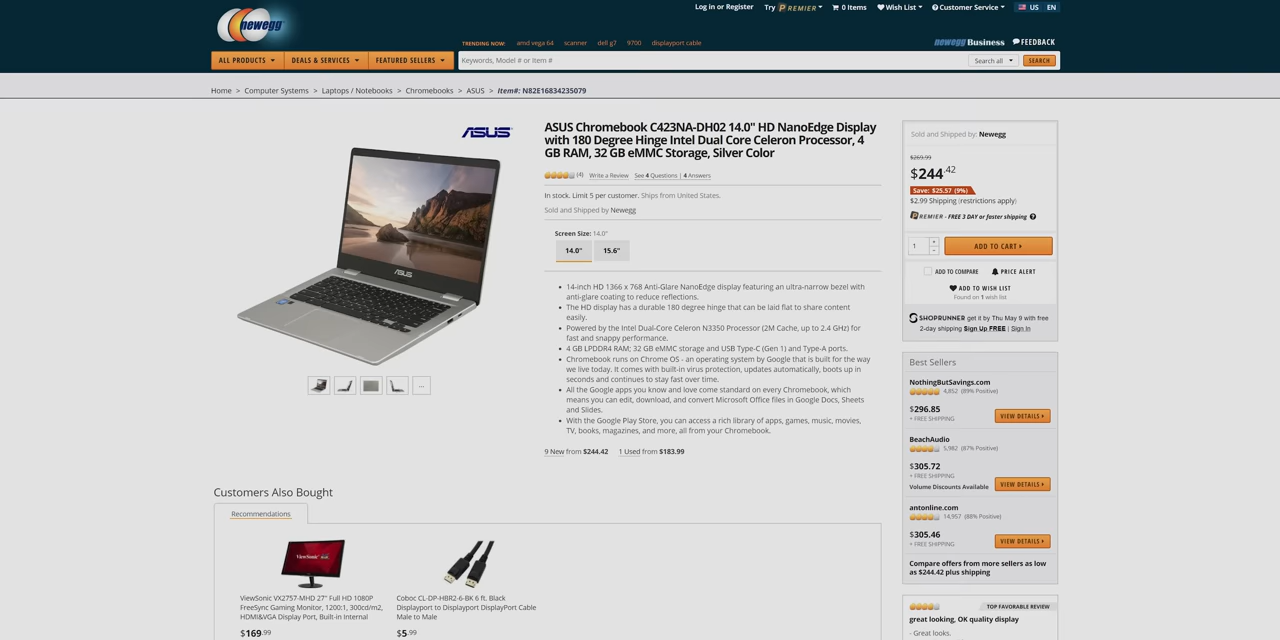 newegg
Log in or Register
Try PREMIER
0 Items
Wish List
Customer Service
US EN
TRENDING NOW: amd vega 64 scanner dell g7 9700 displayport cable
newegg Business
FEEDBACK
ALL PRODUCTS
DEALS & SERVICES
FEATURED SELLERS
Keywords, Model # or Item #
Search all
SEARCH
Home > Computer Systems > Laptops / Notebooks > Chromebooks > ASUS > Item#: N82E16834235079
ASUS
ASUS
...
ASUS Chromebook C423NA-DH02 14.0" HD NanoEdge Display
with 180 Degree Hinge Intel Dual Core Celeron Processor, 4
GB RAM, 32 GB eMMC Storage, Silver Color
(4) Write a Review See 4 Questions | 4 Answers
In stock. Limit 5 per customer. Ships from United States.
Sold and Shipped by Newegg
Screen Size: 14.0"
14.0" 15.6"
14-inch HD 1366 x 768 Anti-Glare NanoEdge display featuring an ultra-narrow bezel with
anti-glare coating to reduce reflections.
The HD display has a durable 180 degree hinge that can be laid flat to share content
easily.
Powered by the Intel Dual-Core Celeron N3350 Processor (2M Cache, up to 2.4 GHz) for
fast and snappy performance.
4 GB LPDDR4 RAM; 32 GB eMMC storage and USB Type-C (Gen 1) and Type-A ports.
Chromebook runs on Chrome OS - an operating system by Google that is built for the way
we live today. It comes with built-in virus protection, updates automatically, boots up in
seconds and continues to stay fast over time.
All the Google apps you know and love come standard on every Chromebook, which
means you can edit, download, and convert Microsoft Office files in Google Docs, Sheets
and Slides.
With the Google Play Store, you can access a rich library of apps, games, music, movies,
TV, books, magazines, and more, all from your Chromebook.
9 New from $244.42 1 Used from $183.99
Sold and Shipped by: Newegg
$269.99
$244.42
Save: $25.57 (9%)
$2.99 Shipping (restrictions apply)
PREMIER - FREE 3 DAY or faster shipping
1 + -
ADD TO CART
ADD TO COMPARE PRICE ALERT
ADD TO WISH LIST
Found on 1 wish list
SHOPRUNNER get it by Thu May 9 with free
2-day shipping Sign Up FREE | Sign In
Best Sellers
NothingButSavings.com
4,852 (89% Positive)
$296.85
+ FREE SHIPPING
VIEW DETAILS
BeachAudio
5,982 (87% Positive)
$305.72
+ FREE SHIPPING
Volume Discounts Available
VIEW DETAILS
antonline.com
14,957 (88% Positive)
$305.46
+ FREE SHIPPING
VIEW DETAILS
Compare offers from more sellers as low
as $244.42 plus shipping
TOP FAVORABLE REVIEW
great looking, OK quality display
- Great looks.
Customers Also Bought
Recommendations
ViewSonic
ViewSonic VX2757-MHD 27" Full HD 1080P
FreeSync Gaming Monitor, 1200:1, 300cd/m2,
HDMI&VGA Display Port, Built-in Internal
$169.99
Coboc CL-DP-HBR2-6-BK 6 ft. Black
Displayport to Displayport DisplayPort Cable
Male to Male
$5.99